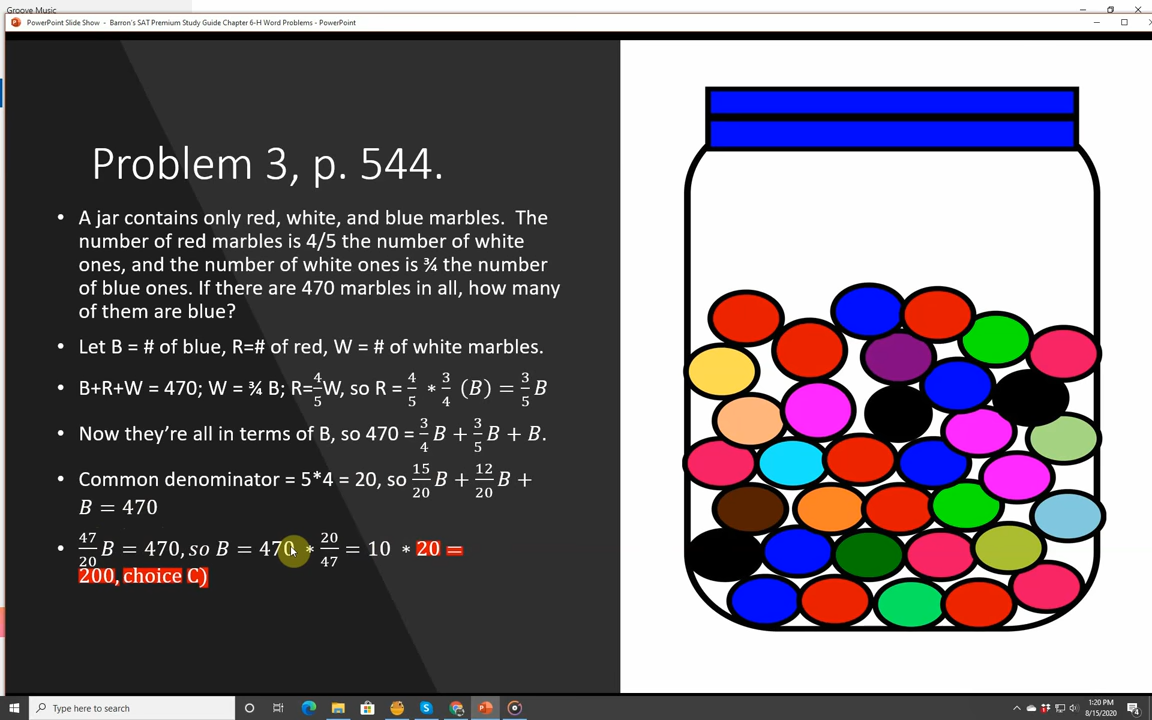 Groove Music
PowerPoint Slide Show - Barron's SAT Premium Study Guide Chapter 6-H Word Problems - PowerPoint
Problem 3, p. 544.
• A jar contains only red, white, and blue marbles. The
number of red marbles is 4/5 the number of white
ones, and the number of white ones is ¾ the number
of blue ones. If there are 470 marbles in all, how many
of them are blue?
• Let B = # of blue, R=# of red, W = # of white marbles.
• B+R+W = 470; W = ¾ B; R=4/5W, so R = 4/5 * 3/4 (B) = 3/5 B
• Now they're all in terms of B, so 470 = 3/4 B + 3/5 B + B.
• Common denominator = 5*4 = 20, so 15/20 B + 12/20 B +
B = 470
• 47/20 B = 470, so B = 470 * 20/47 = 10 * 20 =
200, choice C)
Type here to search
1:20 PM
8/15/2020
4